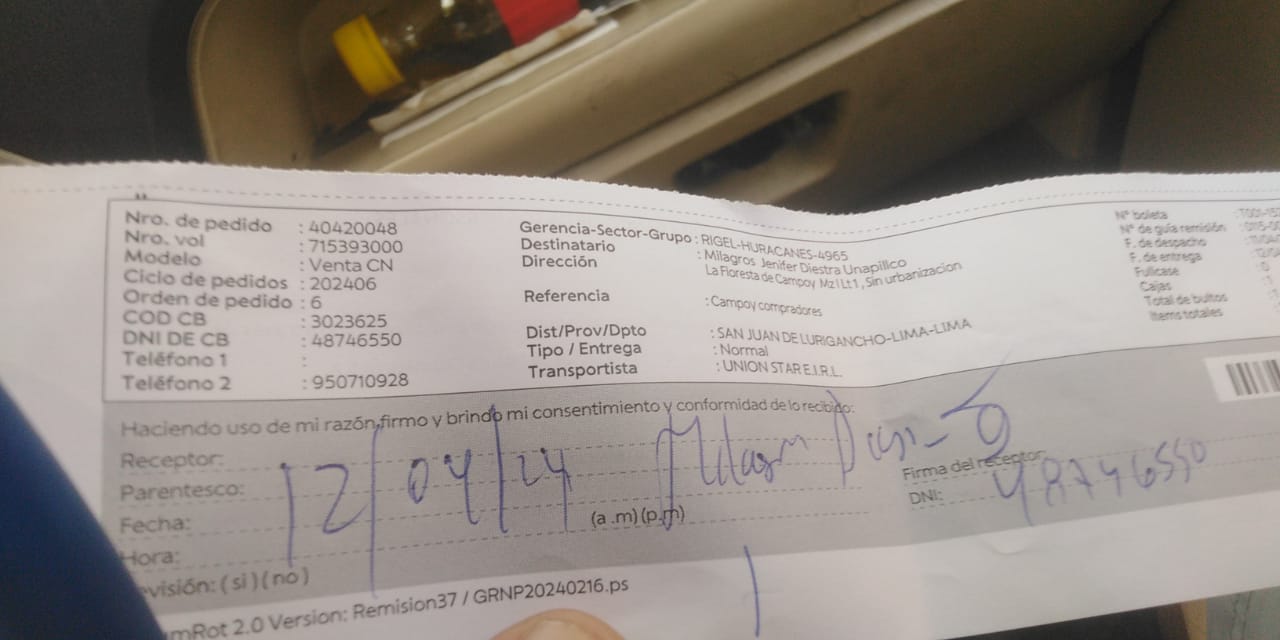 Nro. de pedido : 40420048
Nro. vol : 715393000
Modelo : Venta CN
Ciclo de pedidos : 202406
Orden de pedido : 6
COD CB : 3023625
DNI DE CB : 48746550
Teléfono 1 :
Teléfono 2 : 950710928
Gerencia-Sector-Grupo : RIGEL-HURACANES-4965
Destinatario : Milagros Jenifer Diestra Unapillco
Dirección : La Floresta de Campoy Mz I Lt 1, Sin urbanizacion
Referencia : Campoy compradores
Dist/Prov/Dpto : SAN JUAN DE LURIGANCHO-LIMA-LIMA
Tipo / Entrega : Normal
Transportista : UNION STAR E.I.R.L.
N° boleta
N° de guía remisión
F. de despacho
F. de entrega
Fullcase : 0
Cajas
Total de bultos
Items totales
Haciendo uso de mi razón, firmo y brindo mi consentimiento y conformidad de lo recibido:
Receptor:
Parentesco:
Fecha: 12/04/24
(a .m) (p.m)
Hora:
visión: ( si ) ( no )
Firma del receptor:
DNI: 48746550
mRot 2.0 Version: Remision37 / GRNP20240216.ps